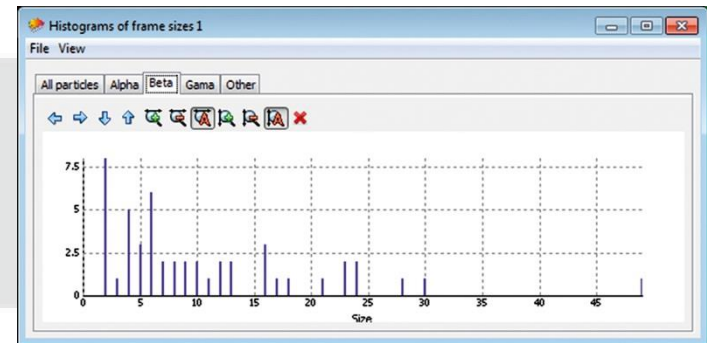 Histograms of frame sizes 1
File View
All particles Alpha Beta Gama Other
7.5
5
2.5
0
0 5 10 15 20 25 30 35 40 45
Size